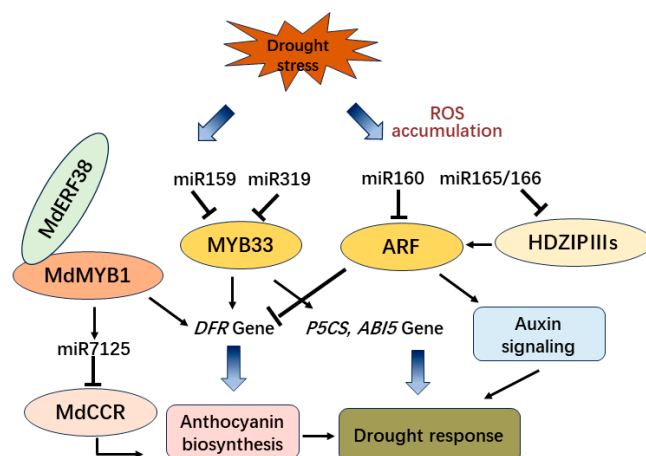 Drought
stress
ROS
accumulation
miR159 miR319
miR160
miR165/166
MdERF38
MYB33
ARF
HDZIPIIIs
MdMYB1
DFR Gene
P5CS, ABI5 Gene
Auxin
signaling
miR7125
MdCCR
Anthocyanin
biosynthesis
Drought response